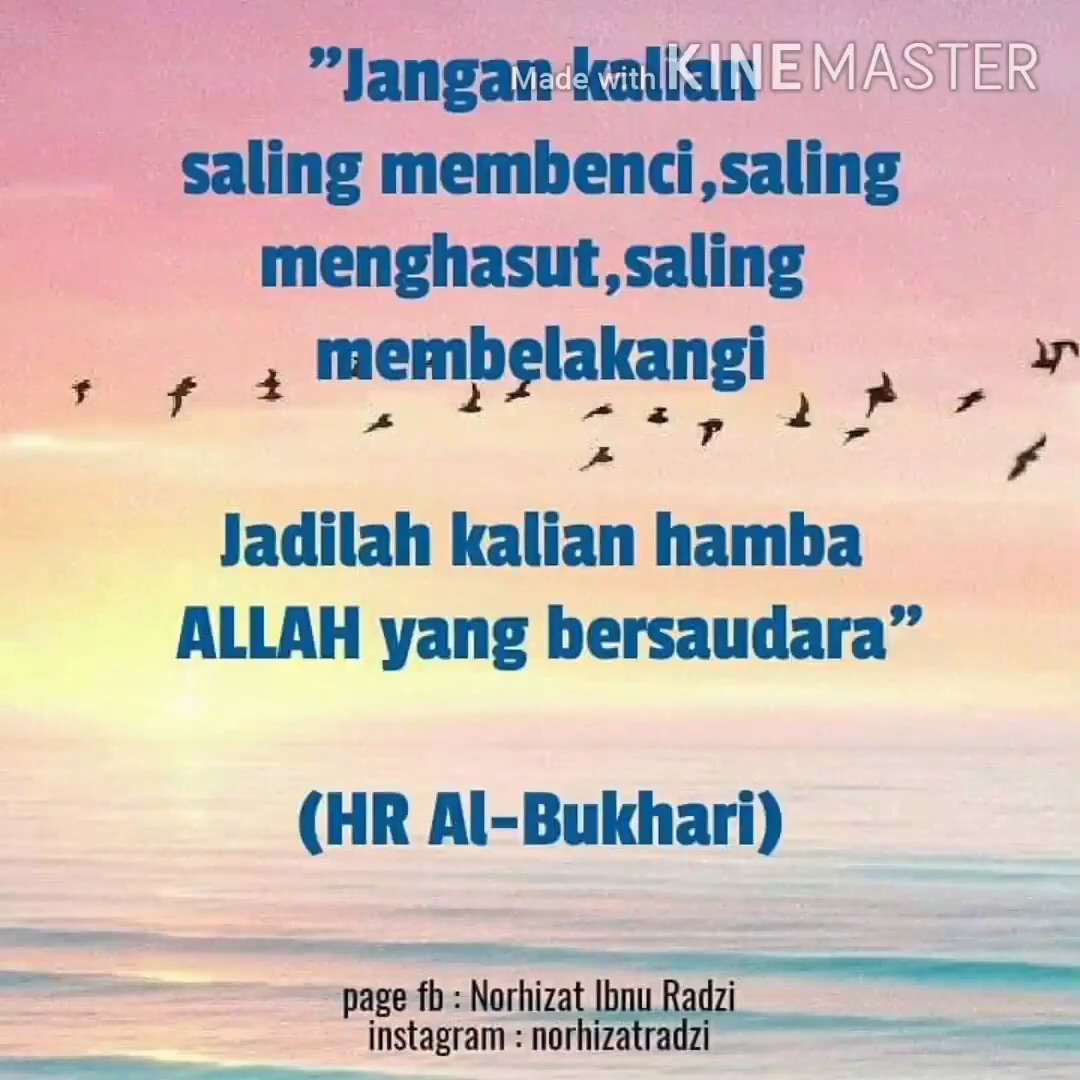 ”Jangan kalian
Made with KINEMASTER
saling membenci,saling
menghasut,saling
membelakangi
Jadilah kalian hamba
ALLAH yang bersaudara”
(HR Al-Bukhari)
page fb : Norhizat Ibnu Radzi
instagram : norhizatradzi